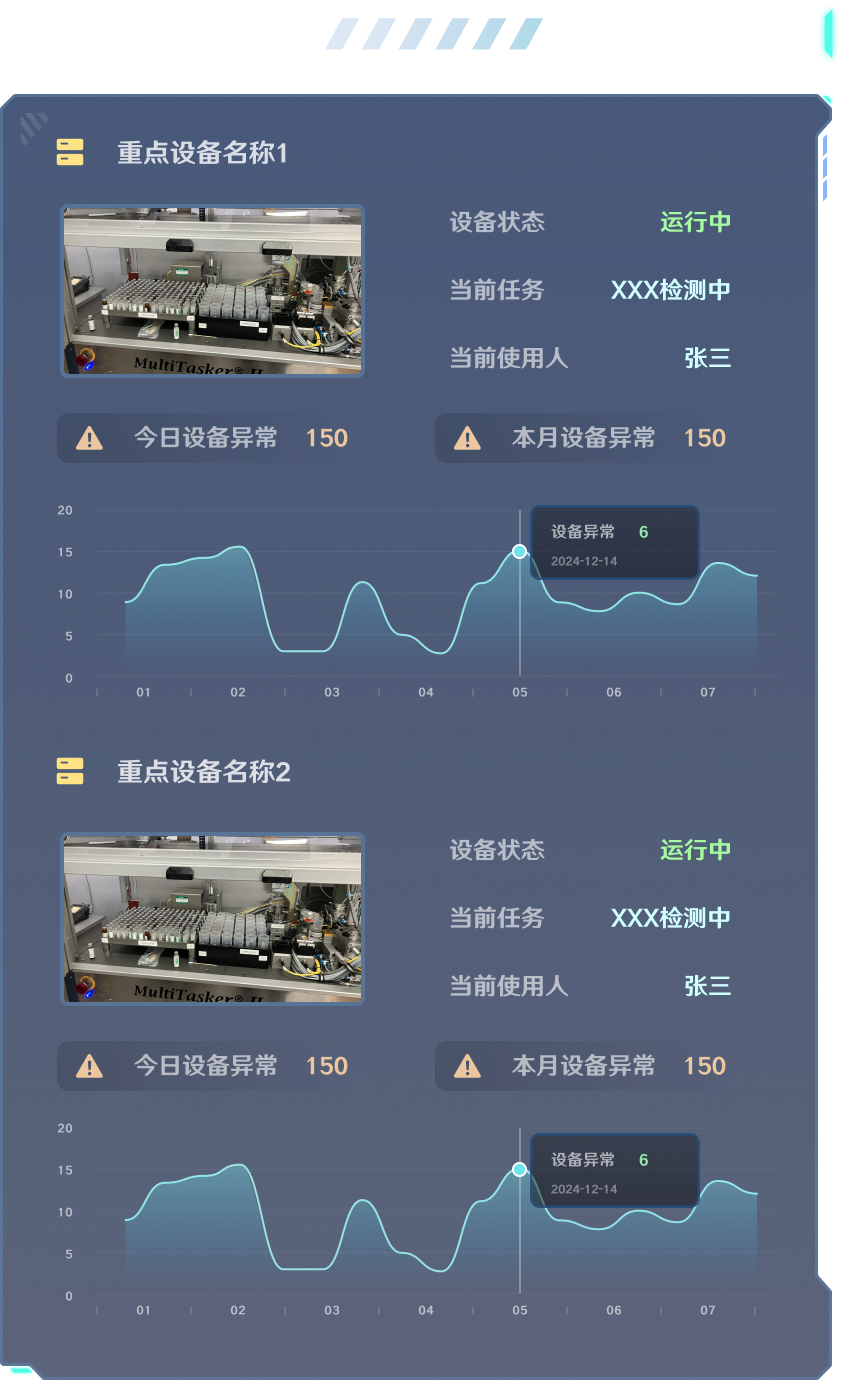 重点设备名称1
设备状态 运行中
当前任务 XXX检测中
当前使用人 张三
MultiTasker® II
今日设备异常 150
本月设备异常 150
20
15
10
5
0
设备异常 6
2024-12-14
01 02 03 04 05 06 07
重点设备名称2
设备状态 运行中
当前任务 XXX检测中
当前使用人 张三
MultiTasker® II
今日设备异常 150
本月设备异常 150
20
15
10
5
0
设备异常 6
2024-12-14
01 02 03 04 05 06 07